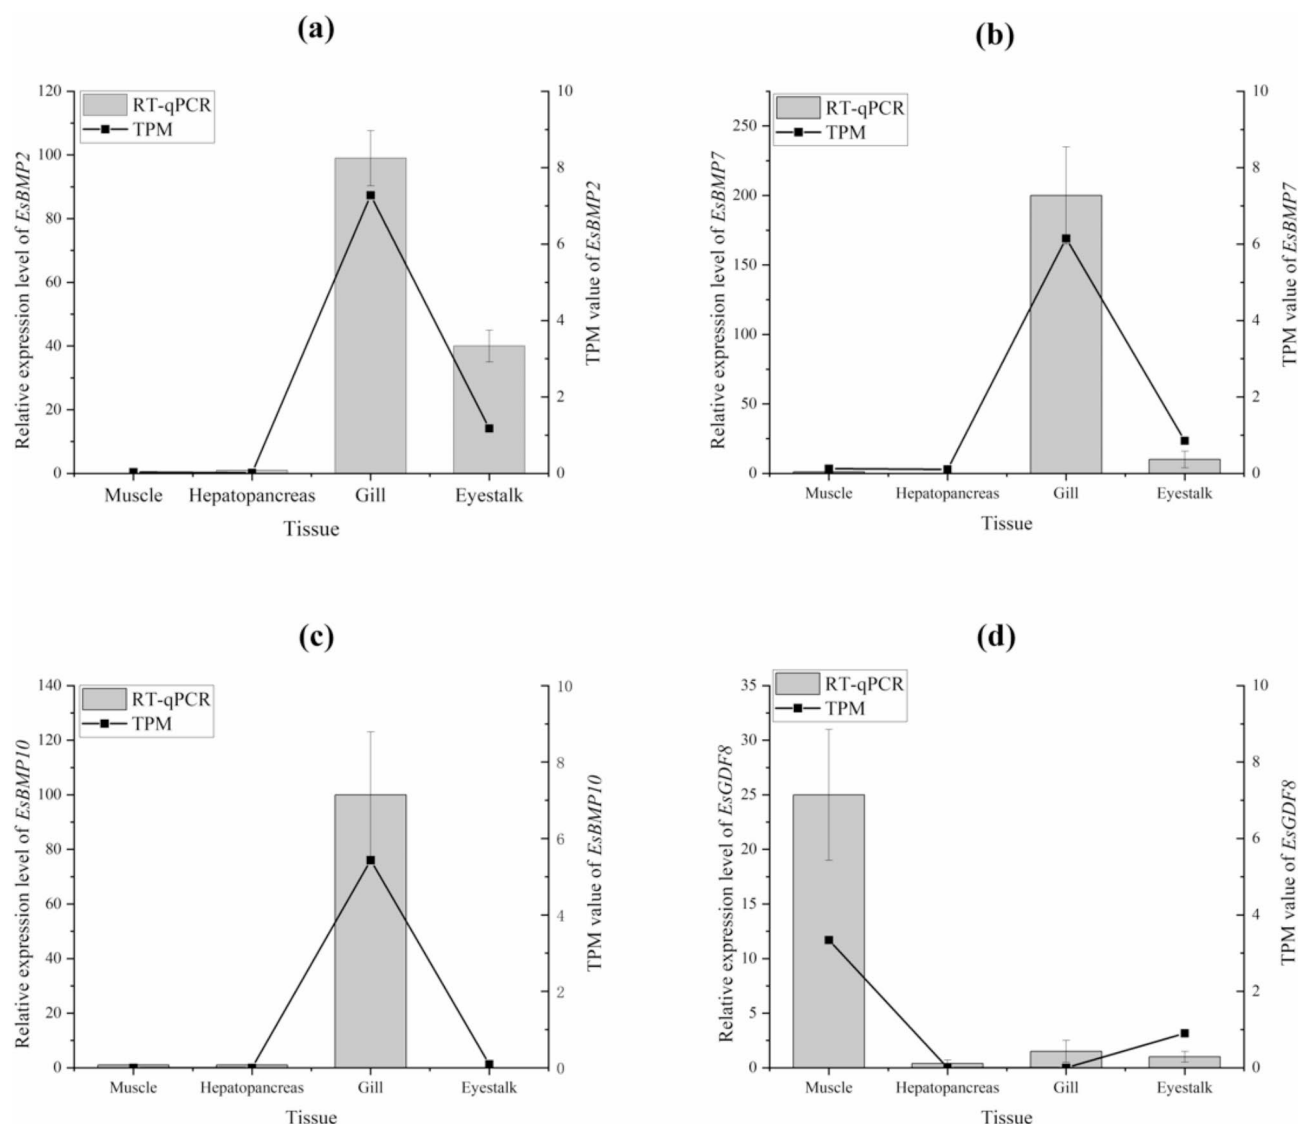 (a)
120
100
80
60
40
20
0
RT-qPCR
TPM
10
8
6
4
2
0
Relative expression level of EsBMP2
TPM value of EsBMP2
Muscle Hepatopancreas Gill Eyestalk
Tissue
(b)
250
200
150
100
50
0
RT-qPCR
TPM
10
8
6
4
2
0
Relative expression level of EsBMP7
TPM value of EsBMP7
Muscle Hepatopancreas Gill Eyestalk
Tissue
(c)
140
120
100
80
60
40
20
0
RT-qPCR
TPM
10
8
6
4
2
0
Relative expression level of EsBMP10
TPM value of EsBMP10
Muscle Hepatopancreas Gill Eyestalk
Tissue
(d)
35
30
25
20
15
10
5
0
RT-qPCR
TPM
10
8
6
4
2
0
Relative expression level of EsGDF8
TPM value of EsGDF8
Muscle Hepatopancreas Gill Eyestalk
Tissue